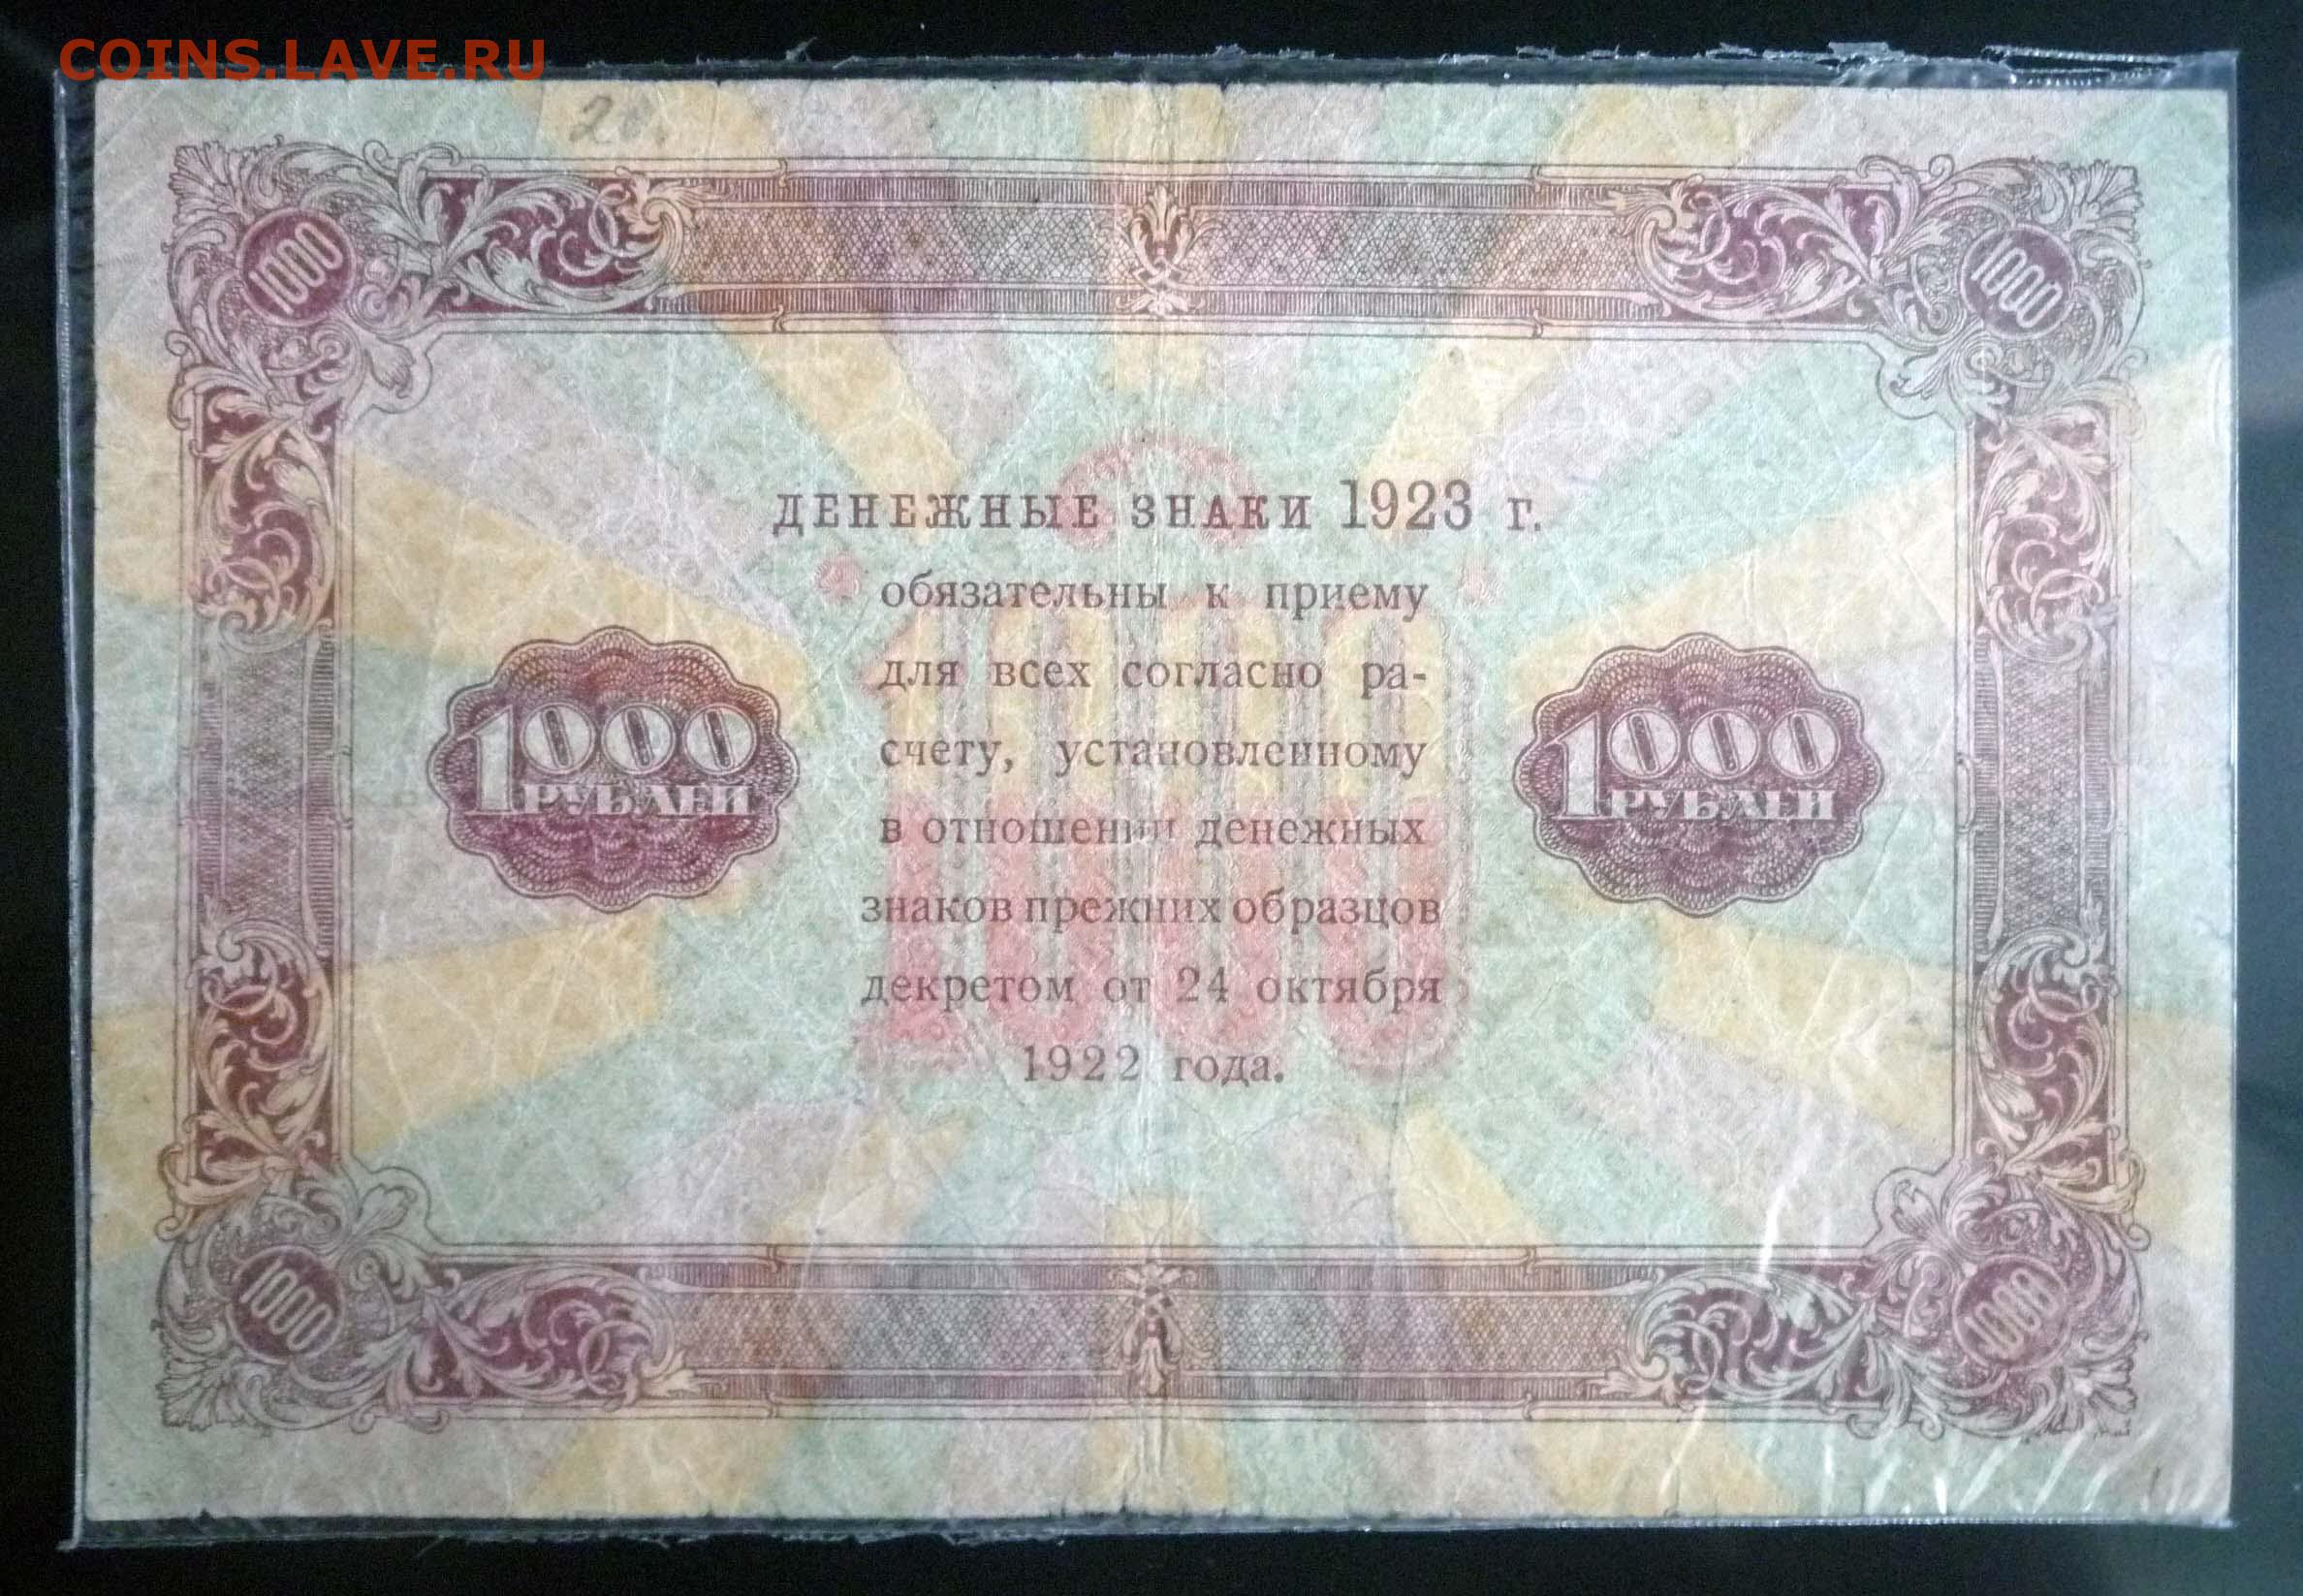 COINS.LAVE.RU
1000
1000
ДЕНЕЖНЫЕ ЗНАКИ 1923 г.
обязательны к приему
для всех согласно ра-
счету, установленному
в отношении денежных
знаков прежних образцов
декретом от 24 октября
1922 года.
1000
РУБЛЕЙ
1000
РУБЛЕЙ
1000
1000